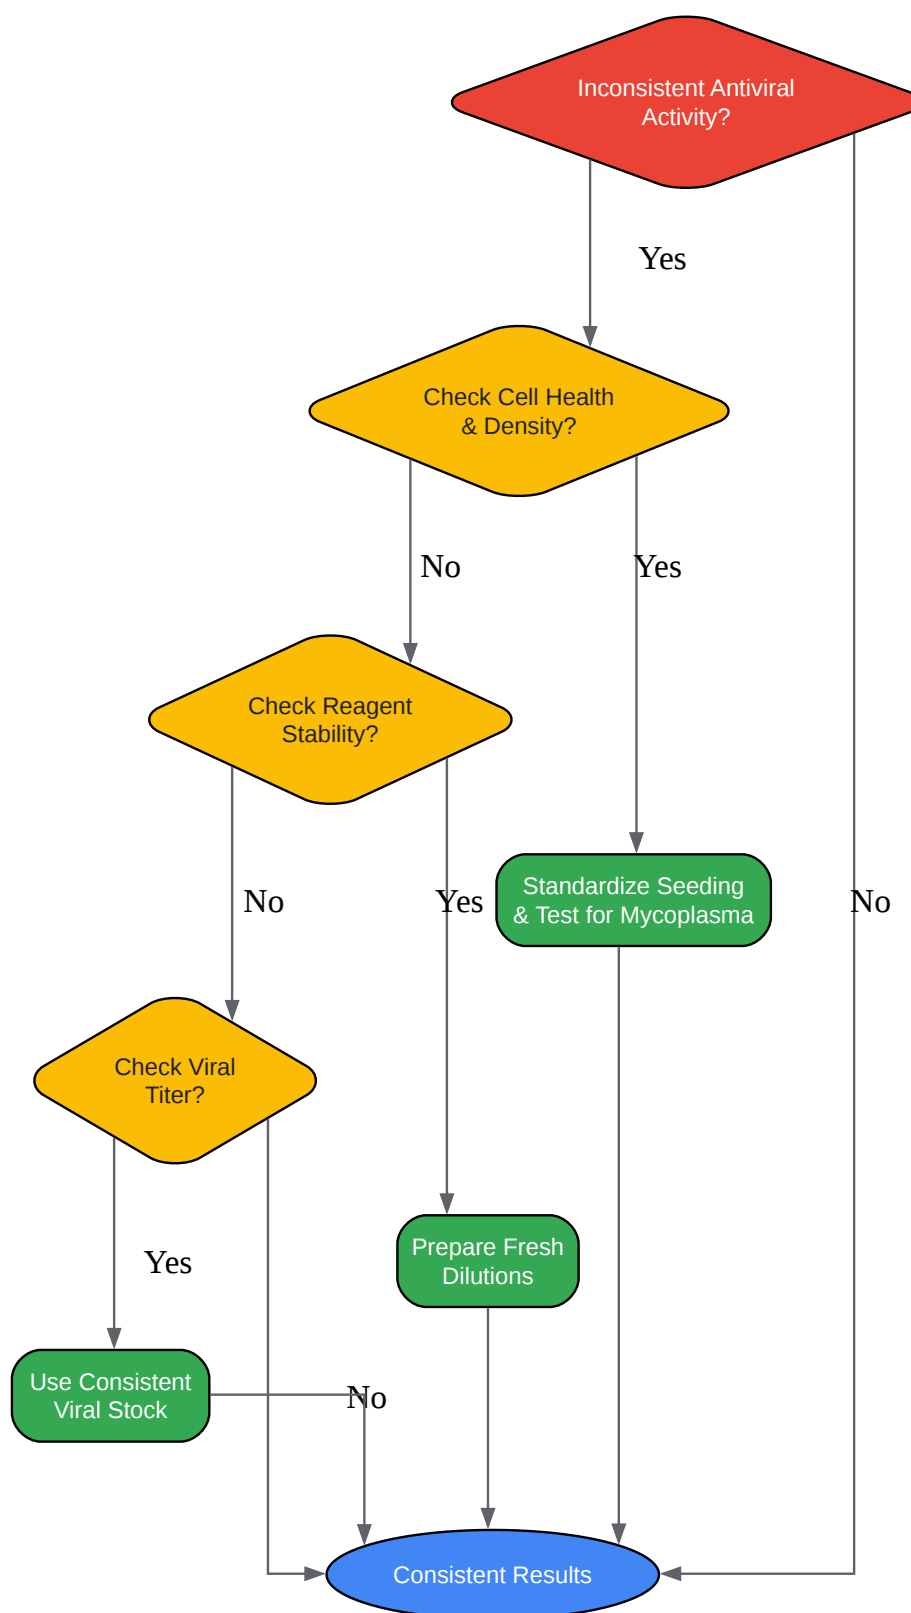 Inconsistent Antiviral
Activity?
Yes
Check Cell Health
& Density?
No
Yes
Check Reagent
Stability?
Standardize Seeding
& Test for Mycoplasma
No
Yes
No
Check Viral
Titer?
Prepare Fresh
Dilutions
Yes
Use Consistent
Viral Stock
No
Consistent Results